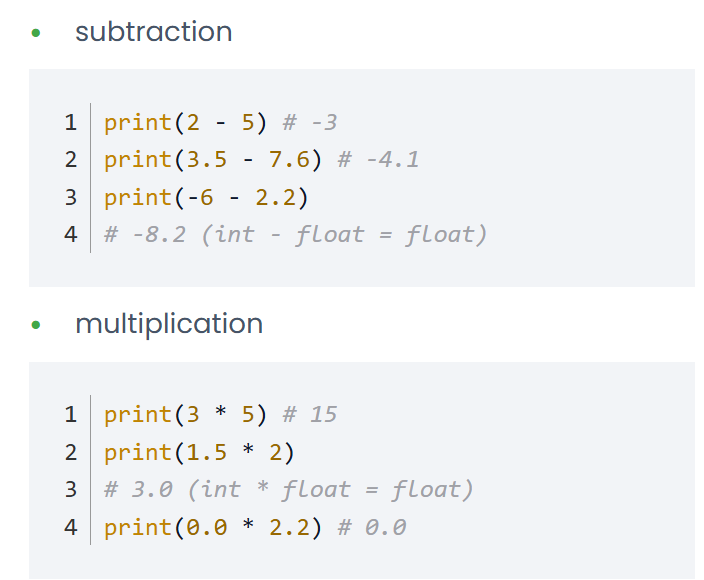 • subtraction
1 print(2 - 5) # -3
2 print(3.5 - 7.6) # -4.1
3 print(-6 - 2.2)
4 # -8.2 (int - float = float)
• multiplication
1 print(3 * 5) # 15
2 print(1.5 * 2)
3 # 3.0 (int * float = float)
4 print(0.0 * 2.2) # 0.0